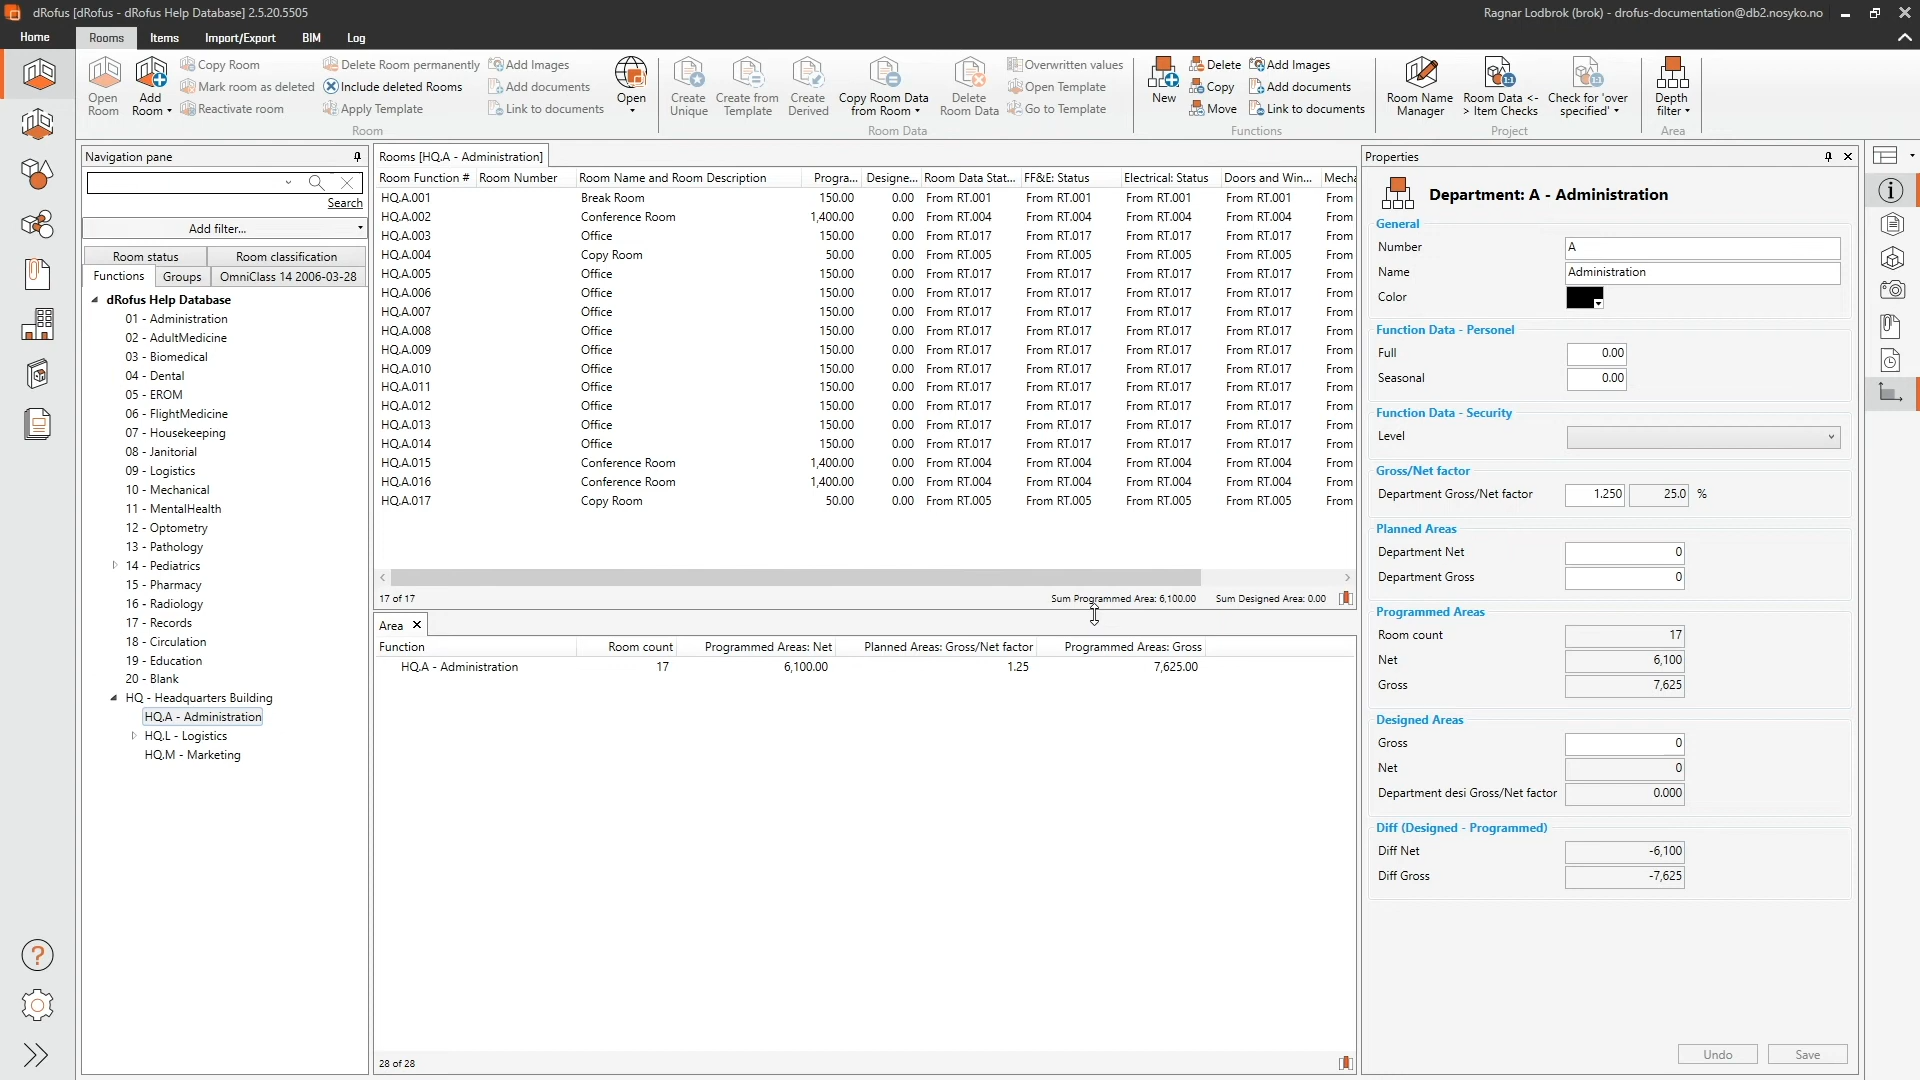 dRofus [dRofus - dRofus Help Database] 2.5.20.5505
Ragnar Lodbrok (brok) - drofus-documentation@db2.nosyko.no
Home Rooms Items Import/Export BIM Log
Open Room
Add Room
Copy Room
Mark room as deleted
Reactivate room
Delete Room permanently
Include deleted Rooms
Apply Template
Add Images
Add documents
Link to documents
Open
Room
Create Unique
Create from Template
Create Derived
Copy Room Data from Room
Delete Room Data
Overwritten values
Open Template
Go to Template
Room Data
New
Delete
Copy
Move
Add Images
Add documents
Link to documents
Functions
Room Name Manager
Room Data <-> Item Checks
Check for 'over specified'
Project
Depth filter
Area
Navigation pane
Search
Add filter...
Room status
Room classification
Functions
Groups
OmniClass 14 2006-03-28
dRofus Help Database
01 - Administration
02 - AdultMedicine
03 - Biomedical
04 - Dental
05 - EROM
06 - FlightMedicine
07 - Housekeeping
08 - Janitorial
09 - Logistics
10 - Mechanical
11 - MentalHealth
12 - Optometry
13 - Pathology
14 - Pediatrics
15 - Pharmacy
16 - Radiology
17 - Records
18 - Circulation
19 - Education
20 - Blank
HQ - Headquarters Building
HQ.A - Administration
HQ.L - Logistics
HQ.M - Marketing
Rooms [HQ.A - Administration]
Room Function # Room Number Room Name and Room Description Progra... Designe... Room Data Stat... FF&E: Status Electrical: Status Doors and Win... Mecha
HQ.A.001 Break Room 150.00 0.00 From RT.001 From RT.001 From RT.001 From RT.001 From
HQ.A.002 Conference Room 1,400.00 0.00 From RT.004 From RT.004 From RT.004 From RT.004 From
HQ.A.003 Office 150.00 0.00 From RT.017 From RT.017 From RT.017 From RT.017 From
HQ.A.004 Copy Room 50.00 0.00 From RT.005 From RT.005 From RT.005 From RT.005 From
HQ.A.005 Office 150.00 0.00 From RT.017 From RT.017 From RT.017 From RT.017 From
HQ.A.006 Office 150.00 0.00 From RT.017 From RT.017 From RT.017 From RT.017 From
HQ.A.007 Office 150.00 0.00 From RT.017 From RT.017 From RT.017 From RT.017 From
HQ.A.008 Office 150.00 0.00 From RT.017 From RT.017 From RT.017 From RT.017 From
HQ.A.009 Office 150.00 0.00 From RT.017 From RT.017 From RT.017 From RT.017 From
HQ.A.010 Office 150.00 0.00 From RT.017 From RT.017 From RT.017 From RT.017 From
HQ.A.011 Office 150.00 0.00 From RT.017 From RT.017 From RT.017 From RT.017 From
HQ.A.012 Office 150.00 0.00 From RT.017 From RT.017 From RT.017 From RT.017 From
HQ.A.013 Office 150.00 0.00 From RT.017 From RT.017 From RT.017 From RT.017 From
HQ.A.014 Office 150.00 0.00 From RT.017 From RT.017 From RT.017 From RT.017 From
HQ.A.015 Conference Room 1,400.00 0.00 From RT.004 From RT.004 From RT.004 From RT.004 From
HQ.A.016 Conference Room 1,400.00 0.00 From RT.004 From RT.004 From RT.004 From RT.004 From
HQ.A.017 Copy Room 50.00 0.00 From RT.005 From RT.005 From RT.005 From RT.005 From
17 of 17 Sum Programmed Area: 6,100.00 Sum Designed Area: 0.00
Area
Function Room count Programmed Areas: Net Planned Areas: Gross/Net factor Programmed Areas: Gross
HQ.A - Administration 17 6,100.00 1.25 7,625.00
28 of 28
Properties
Department: A - Administration
General
Number A
Name Administration
Color
Function Data - Personel
Full 0.00
Seasonal 0.00
Function Data - Security
Level
Gross/Net factor
Department Gross/Net factor 1.250 25.0 %
Planned Areas
Department Net 0
Department Gross 0
Programmed Areas
Room count 17
Net 6,100
Gross 7,625
Designed Areas
Gross 0
Net 0
Department desi Gross/Net factor 0.000
Diff (Designed - Programmed)
Diff Net -6,100
Diff Gross -7,625
Undo Save